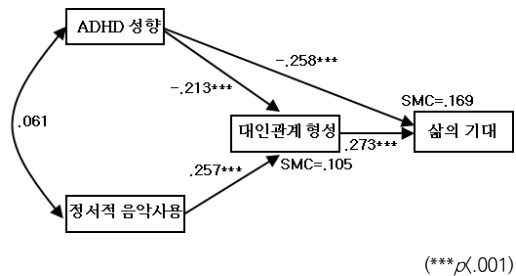 ADHD 성향
-.258***
-.213***
SMC=.169
.061
대인관계 형성
삶의 기대
.273***
.257***
SMC=.105
정서적 음악사용
(***p<.001)